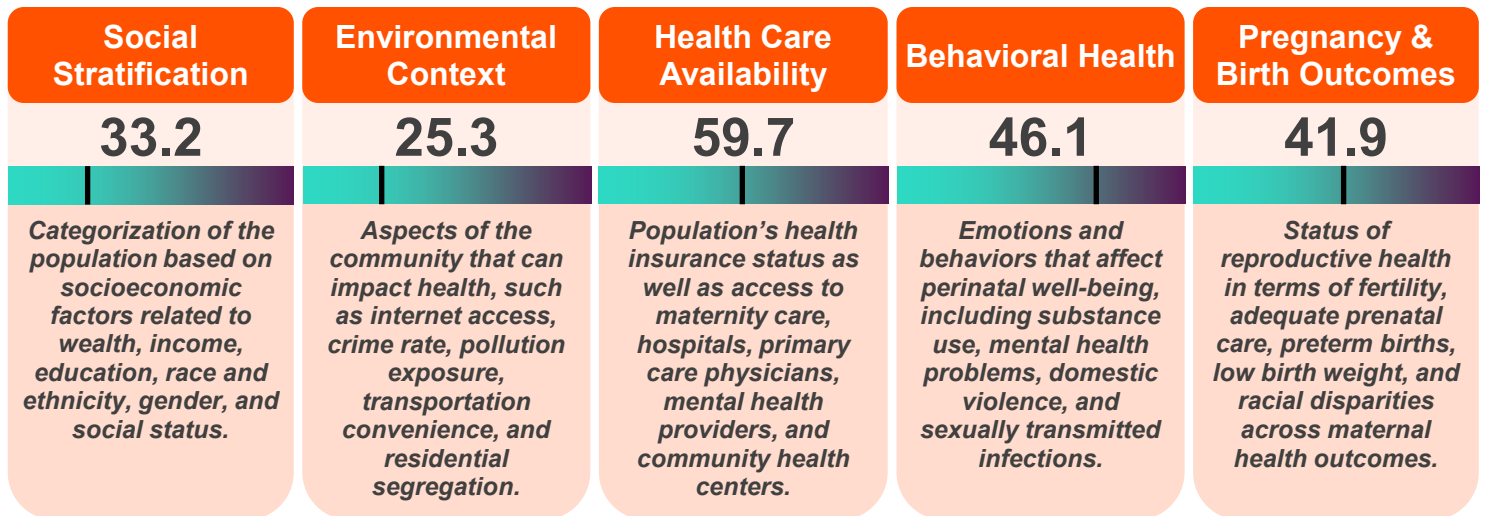 Social
Stratification
33.2
Categorization of the
population based on
socioeconomic
factors related to
wealth, income,
education, race and
ethnicity, gender, and
social status.
Environmental
Context
25.3
Aspects of the
community that can
impact health, such
as internet access,
crime rate, pollution
exposure,
transportation
convenience, and
residential
segregation.
Health Care
Availability
59.7
Population’s health
insurance status as
well as access to
maternity care,
hospitals, primary
care physicians,
mental health
providers, and
community health
centers.
Behavioral Health
46.1
Emotions and
behaviors that affect
perinatal well-being,
including substance
use, mental health
problems, domestic
violence, and
sexually transmitted
infections.
Pregnancy &
Birth Outcomes
41.9
Status of
reproductive health
in terms of fertility,
adequate prenatal
care, preterm births,
low birth weight, and
racial disparities
across maternal
health outcomes.